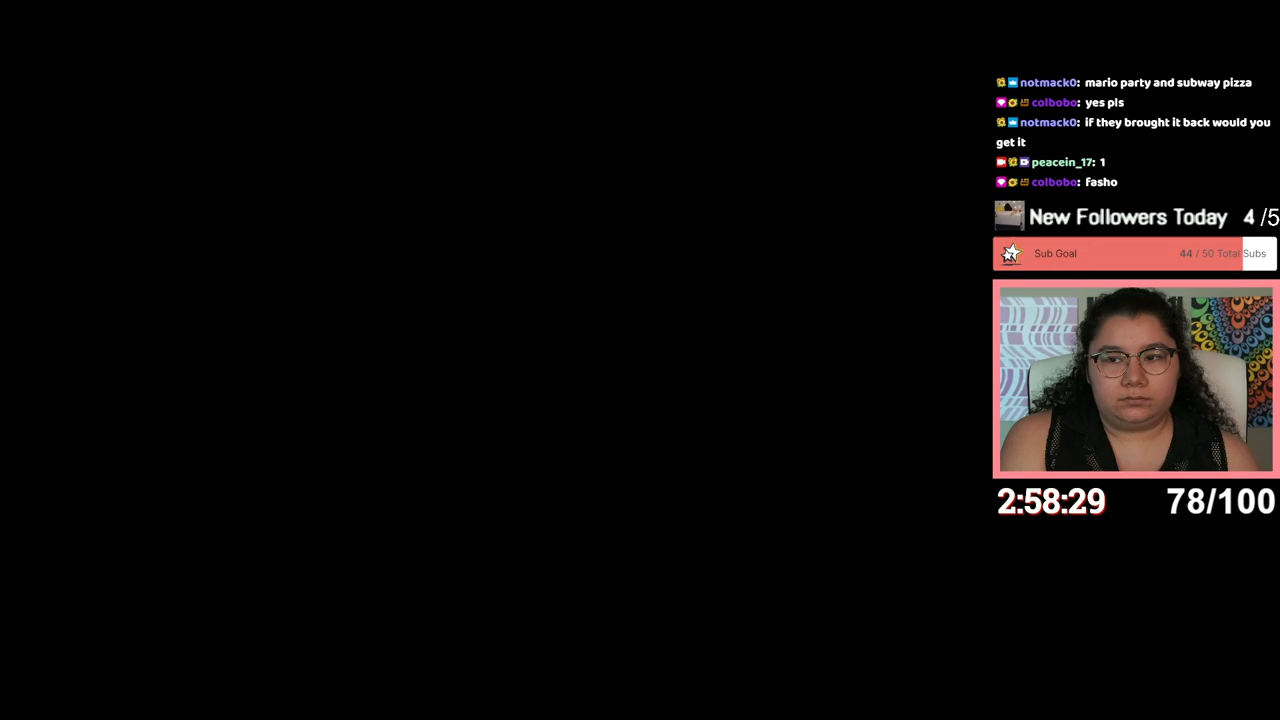 notmack0: mario party and subway pizza
colbobo: yes pls
notmack0: if they brought it back would you
get it
peacein_17: 1
colbobo: fasho
New Followers Today 4 /5
Sub Goal 44 / 50 Total Subs
2:58:29 78/100